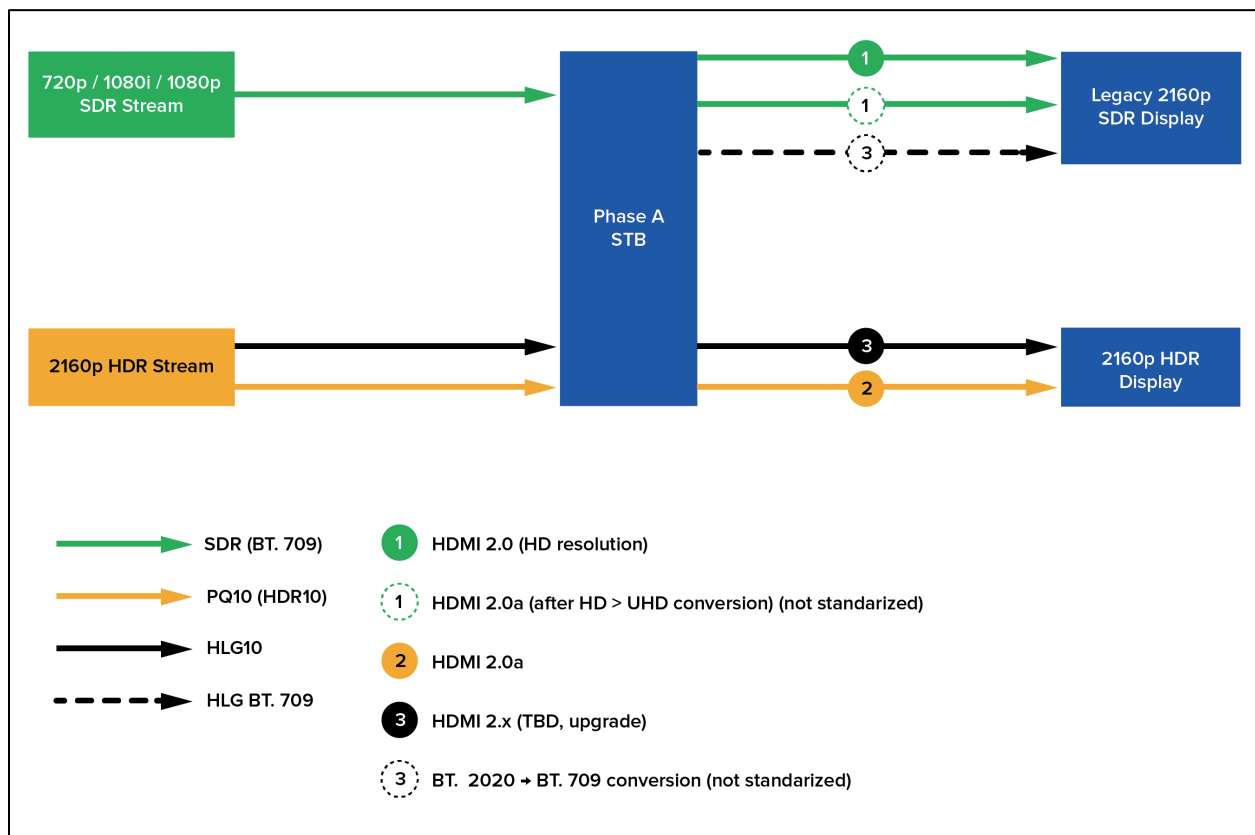 720p / 1080i / 1080p
SDR Stream
Phase A
STB
1
1
3
Legacy 2160p
SDR Display
2160p HDR Stream
3
2
2160p HDR
Display
SDR (BT. 709)
PQ10 (HDR10)
HLG10
HLG BT. 709
1 HDMI 2.0 (HD resolution)
1 HDMI 2.0a (after HD > UHD conversion) (not standarized)
2 HDMI 2.0a
3 HDMI 2.x (TBD, upgrade)
3 BT. 2020 → BT. 709 conversion (not standarized)